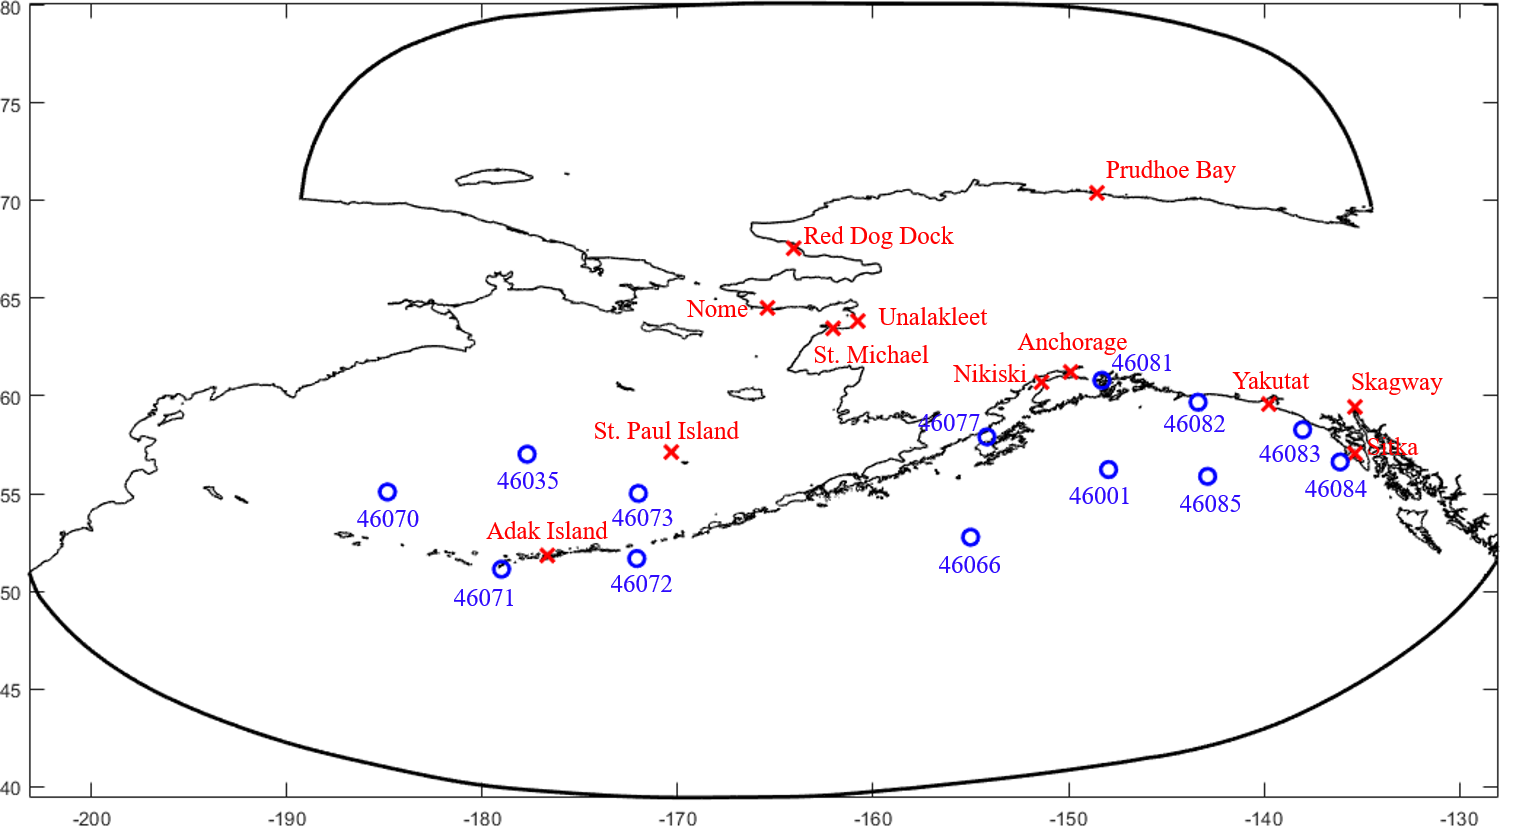 80
75
Prudhoe Bay
70
Red Dog Dock
65
Nome
Unalakleet
St. Michael
Anchorage
46081
Nikiski
60
Yakutat
Skagway
46077
46082
St. Paul Island
Sitka
46083
46035
46001
46084
46085
55
46070
46073
Adak Island
46066
46072
50
46071
45
40
-200
-190
-180
-170
-160
-150
-140
-130